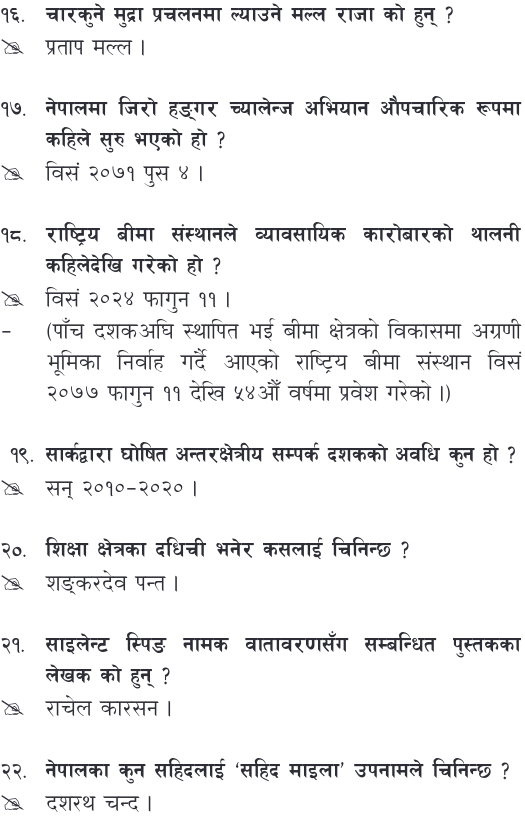 १६. चारकुने मुद्रा प्रचलनमा ल्याउने मल्ल राजा को हुन् ?
प्रताप मल्ल ।
१७. नेपालमा जिरो हङ्गर च्यालेन्ज अभियान औपचारिक रूपमा
कहिले सुरु भएको हो ?
विसं २०७१ पुस ४ ।
१८. राष्ट्रिय बीमा संस्थानले व्यावसायिक कारोबारको थालनी
कहिलेदेखि गरेको हो ?
विसं २०२४ फागुन ११ ।
- (पाँच दशकअघि स्थापित भई बीमा क्षेत्रको विकासमा अग्रणी
भूमिका निर्वाह गर्दै आएको राष्ट्रिय बीमा संस्थान विसं
२०७७ फागुन ११ देखि ५४औँ वर्षमा प्रवेश गरेको ।)
१९. सार्कद्वारा घोषित अन्तरक्षेत्रीय सम्पर्क दशकको अवधि कुन हो ?
सन् २०१०-२०२० ।
२०. शिक्षा क्षेत्रका दधिची भनेर कसलाई चिनिन्छ ?
शङ्करदेव पन्त ।
२१. साइलेन्ट स्पिङ नामक वातावरणसँग सम्बन्धित पुस्तकका
लेखक को हुन् ?
राचेल कारसन ।
२२. नेपालका कुन सहिदलाई ‘सहिद माइला’ उपनामले चिनिन्छ ?
दशरथ चन्द ।